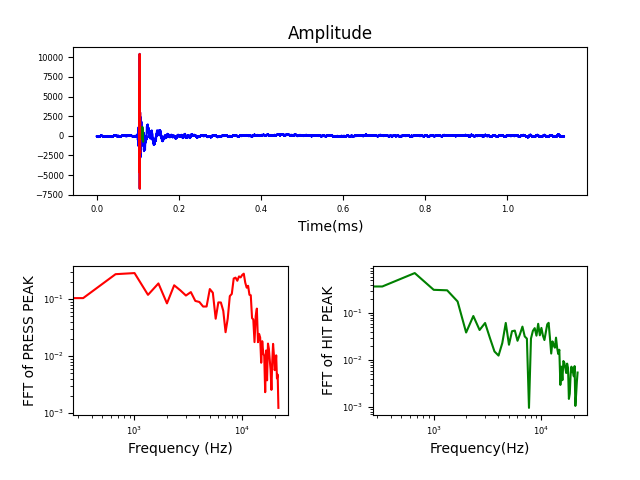 Amplitude
10000
7500
5000
2500
0
−2500
−5000
−7500
0.0 0.2 0.4 0.6 0.8 1.0
Time(ms)
FFT of PRESS PEAK
10⁻¹
10⁻²
10⁻³
10³ 10⁴
Frequency (Hz)
FFT of HIT PEAK
10⁻¹
10⁻²
10⁻³
10³ 10⁴
Frequency(Hz)